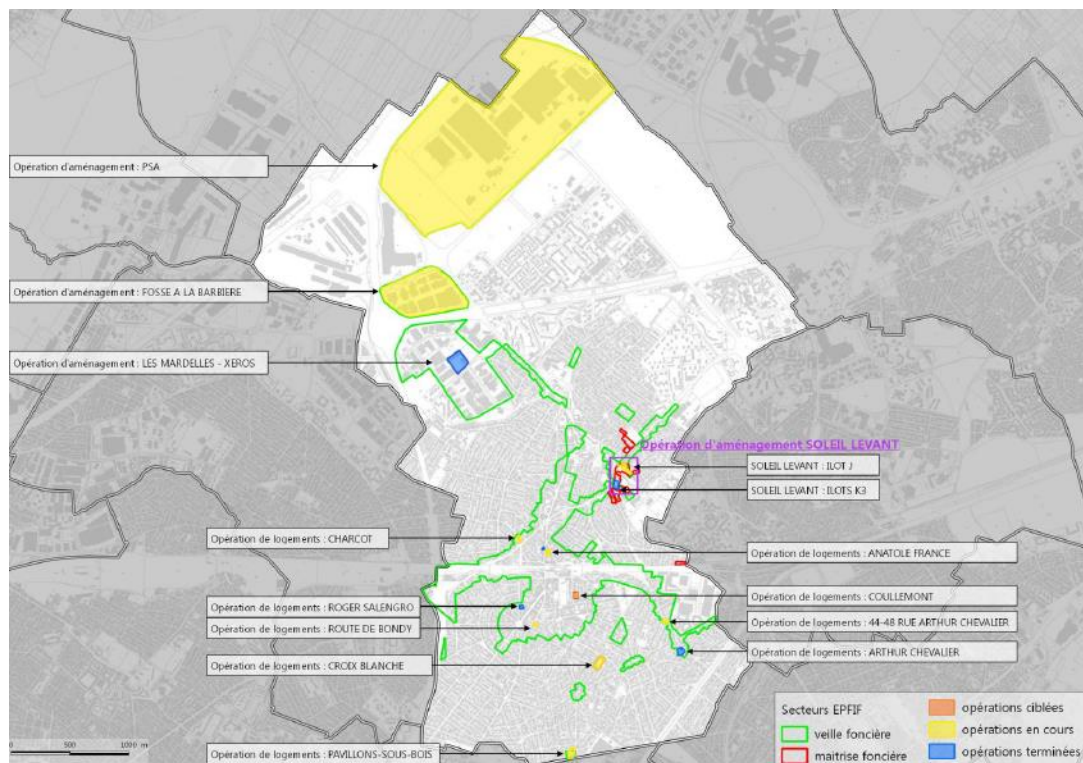 Opération d'aménagement : PSA
Opération d'aménagement : FOSSE A LA BARBIERE
Opération d'aménagement : LES MARDELLES - XEROS
Opération d'aménagement SOLEIL LEVANT
SOLEIL LEVANT : ILOT J
SOLEIL LEVANT : ILOTS K3
Opération de logements : CHARCOT
Opération de logements : ANATOLE FRANCE
Opération de logements : COULLEMONT
Opération de logements : ROGER SALENGRO
Opération de logements : ROUTE DE BONDY
Opération de logements : 44-48 RUE ARTHUR CHEVALIER
Opération de logements : ARTHUR CHEVALIER
Opération de logements : CROIX BLANCHE
Opération de logements : PAVILLONS-SOUS-BOIS
0 500 1000 m
Secteurs EPFIF
veille foncière
maitrise foncière
opérations ciblées
opérations en cours
opérations terminées